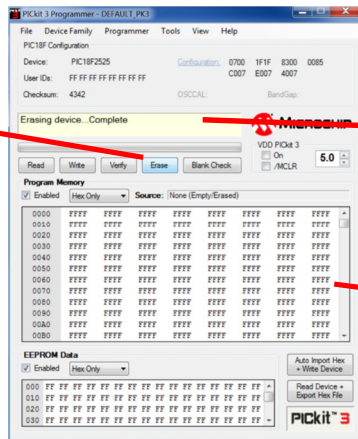 PICkit 3 Programmer - DEFAULT_PK3
File Device Family Programmer Tools View Help
PIC18F Configuration
Device: PIC18F2525 Configuration: 0700 1F1F 8300 0085
User IDs: FF FF FF FF FF FF FF FF C007 E007 4007
Checksum: 4342 OSCCAL: BandGap:
Erasing device...Complete
MICROCHIP
VDD PICkit 3
On
/MCLR
5.0
Read Write Verify Erase Blank Check
Program Memory
Enabled Hex Only Source: None (Empty/Erased)
0000 FFFF FFFF FFFF FFFF FFFF FFFF FFFF FFFF
0010 FFFF FFFF FFFF FFFF FFFF FFFF FFFF FFFF
0020 FFFF FFFF FFFF FFFF FFFF FFFF FFFF FFFF
0030 FFFF FFFF FFFF FFFF FFFF FFFF FFFF FFFF
0040 FFFF FFFF FFFF FFFF FFFF FFFF FFFF FFFF
0050 FFFF FFFF FFFF FFFF FFFF FFFF FFFF FFFF
0060 FFFF FFFF FFFF FFFF FFFF FFFF FFFF FFFF
0070 FFFF FFFF FFFF FFFF FFFF FFFF FFFF FFFF
0080 FFFF FFFF FFFF FFFF FFFF FFFF FFFF FFFF
0090 FFFF FFFF FFFF FFFF FFFF FFFF FFFF FFFF
00A0 FFFF FFFF FFFF FFFF FFFF FFFF FFFF FFFF
00B0 FFFF FFFF FFFF FFFF FFFF FFFF FFFF FFFF
EEPROM Data
Enabled Hex Only
Auto Import Hex
+ Write Device
Read Device +
Export Hex File
000 FF FF FF FF FF FF FF FF FF FF FF FF FF FF FF FF
010 FF FF FF FF FF FF FF FF FF FF FF FF FF FF FF FF
020 FF FF FF FF FF FF FF FF FF FF FF FF FF FF FF FF
030 FF FF FF FF FF FF FF FF FF FF FF FF FF FF FF FF
PICkit™ 3